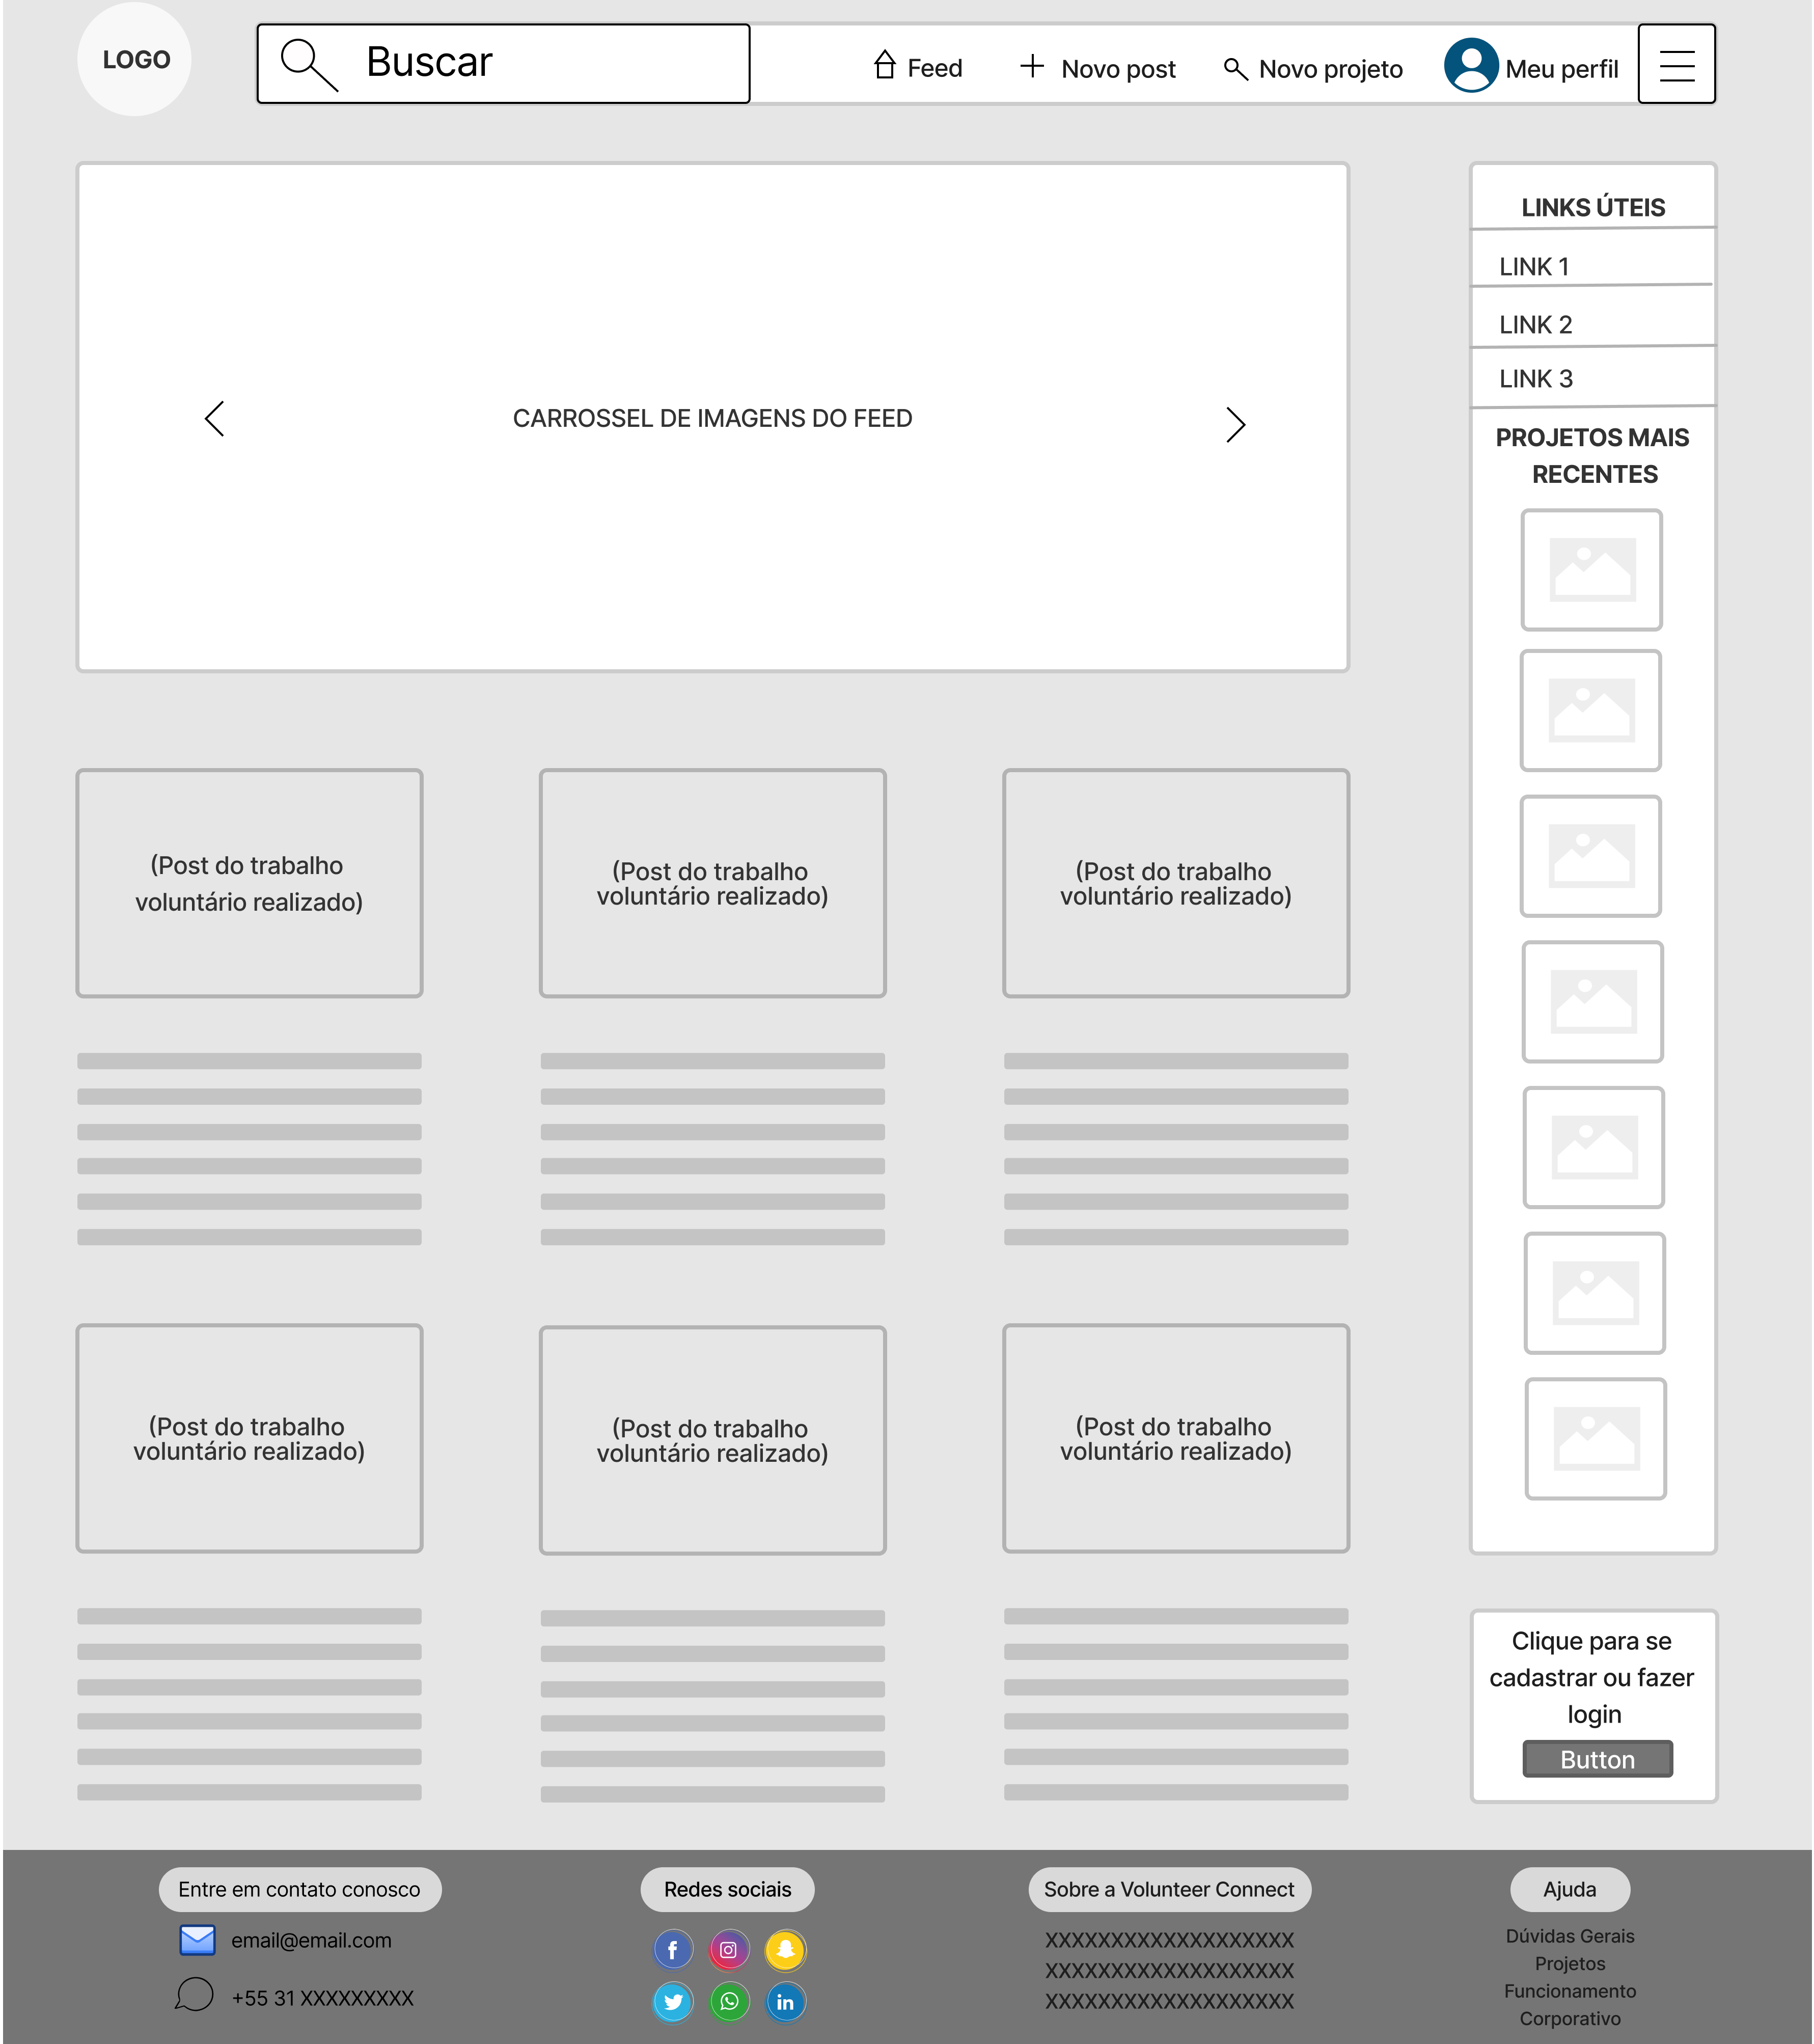 LOGO
Buscar
Feed
Novo post
Novo projeto
Meu perfil
CARROSSEL DE IMAGENS DO FEED
LINKS ÚTEIS
LINK 1
LINK 2
LINK 3
PROJETOS MAIS
RECENTES
(Post do trabalho
voluntário realizado)
(Post do trabalho
voluntário realizado)
(Post do trabalho
voluntário realizado)
(Post do trabalho
voluntário realizado)
(Post do trabalho
voluntário realizado)
(Post do trabalho
voluntário realizado)
Clique para se
cadastrar ou fazer
login
Button
Entre em contato conosco
email@email.com
+55 31 XXXXXXXXX
Redes sociais
Sobre a Volunteer Connect
XXXXXXXXXXXXXXXXXXX
XXXXXXXXXXXXXXXXXXX
XXXXXXXXXXXXXXXXXXX
Ajuda
Dúvidas Gerais
Projetos
Funcionamento
Corporativo